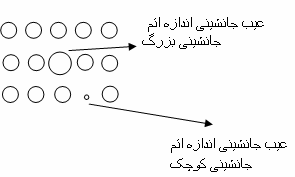 عیب جانشینی اندازه اتم
جانشینی بزرگ
عیب جانشینی اندازه اتم
جانشینی کوچک